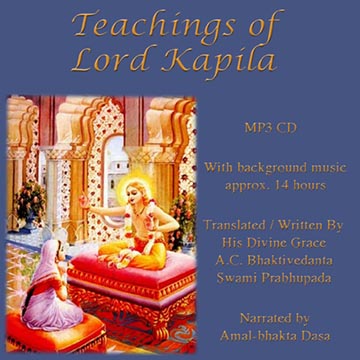 Teachings of
Lord Kapila
MP3 CD
With background music
approx. 14 hours
Translated / Written By
His Divine Grace
A.C. Bhaktivedanta
Swami Prabhupada
Narrated by
Amal-bhakta Dasa